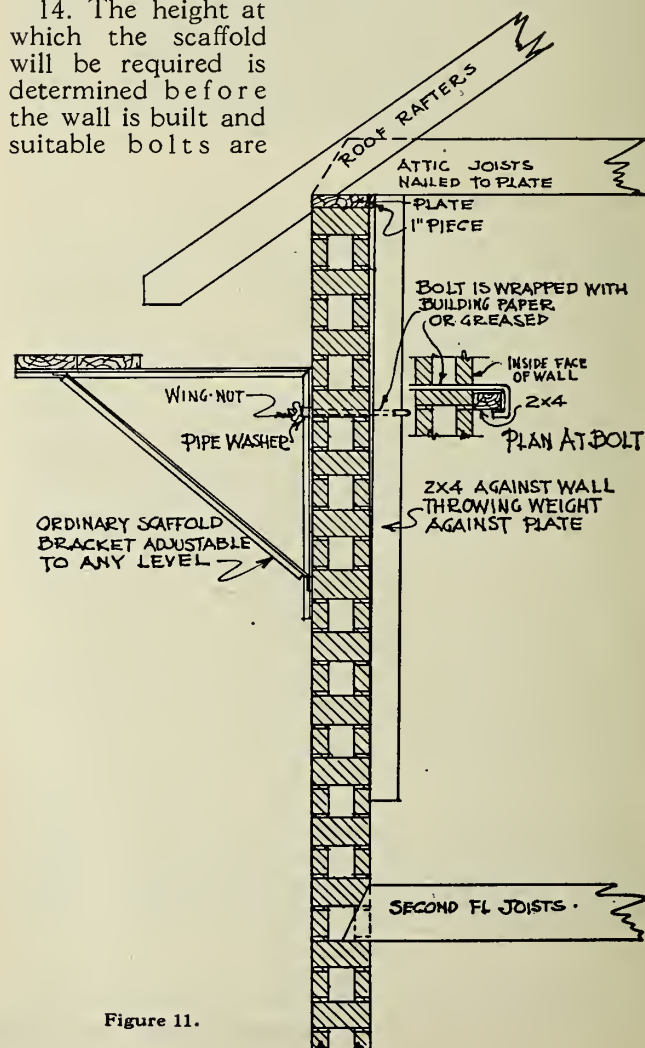 14. The height at
which the scaffold
will be required is
determined before
the wall is built and
suitable bolts are
ROOF RAFTERS
ATTIC JOISTS
NAILED TO PLATE
PLATE
1" PIECE
BOLT IS WRAPPED WITH
BUILDING PAPER
OR GREASED
INSIDE FACE
OF WALL
2X4
PLAN AT BOLT
WING-NUT
PIPE WASHER
2X4 AGAINST WALL
THROWING WEIGHT
AGAINST PLATE
ORDINARY SCAFFOLD
BRACKET ADJUSTABLE
TO ANY LEVEL
SECOND FL JOISTS.
Figure 11.